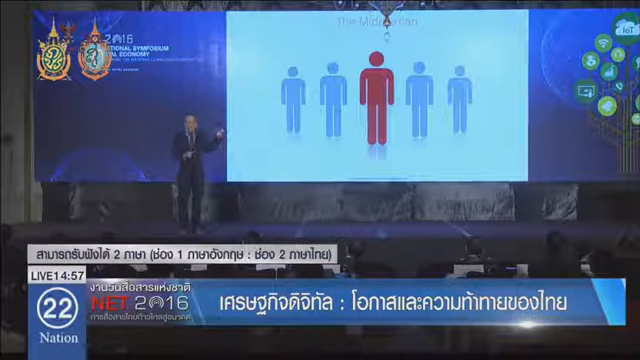 The Middleman
2016
INTERNATIONAL SYMPOSIUM
DIGITAL ECONOMY
IoT
สามารถรับฟังได้ 2 ภาษา (ช่อง 1 ภาษาอังกฤษ : ช่อง 2 ภาษาไทย)
LIVE 14:57
งานวันสื่อสารแห่งชาติ
NET 2016
การสื่อสารไทยก้าวไกลสู่อนาคต
เศรษฐกิจดิจิทัล : โอกาสและความท้าทายของไทย
22
Nation